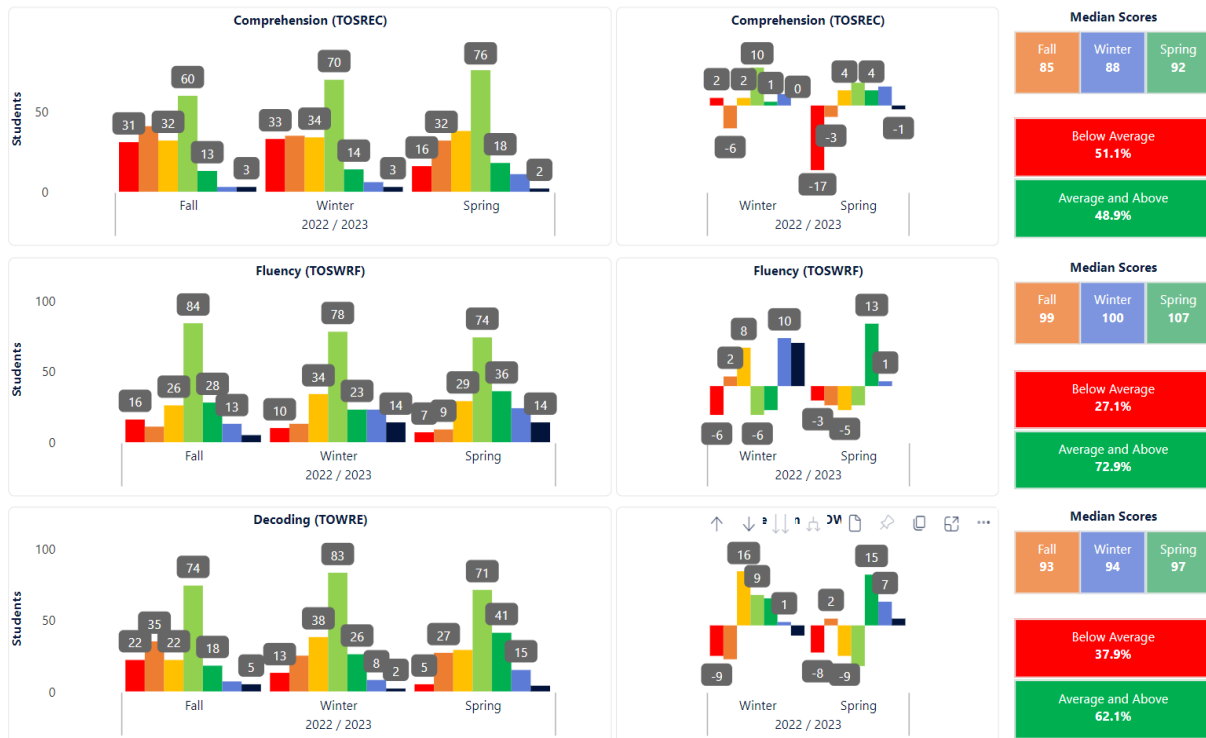 Comprehension (TOSREC)
Students
50
0
31
32
60
13
3
33
34
70
14
3
16
32
76
18
2
Fall
Winter
Spring
2022 / 2023
Comprehension (TOSREC)
2
-6
2
10
1
0
-17
-3
4
4
-1
Winter
Spring
2022 / 2023
Median Scores
Fall
85
Winter
88
Spring
92
Below Average
51.1%
Average and Above
48.9%
Fluency (TOSWRF)
Students
100
50
0
16
26
84
28
13
10
34
78
23
14
7
9
29
74
36
14
Fall
Winter
Spring
2022 / 2023
Fluency (TOSWRF)
-6
2
8
-6
10
-3
-5
13
1
Winter
Spring
2022 / 2023
Median Scores
Fall
99
Winter
100
Spring
107
Below Average
27.1%
Average and Above
72.9%
Decoding (TOWRE)
Students
100
50
0
22
35
22
74
18
5
13
38
83
26
8
2
5
27
71
41
15
Fall
Winter
Spring
2022 / 2023
-9
16
9
1
-8
2
-9
15
7
Winter
Spring
2022 / 2023
Median Scores
Fall
93
Winter
94
Spring
97
Below Average
37.9%
Average and Above
62.1%